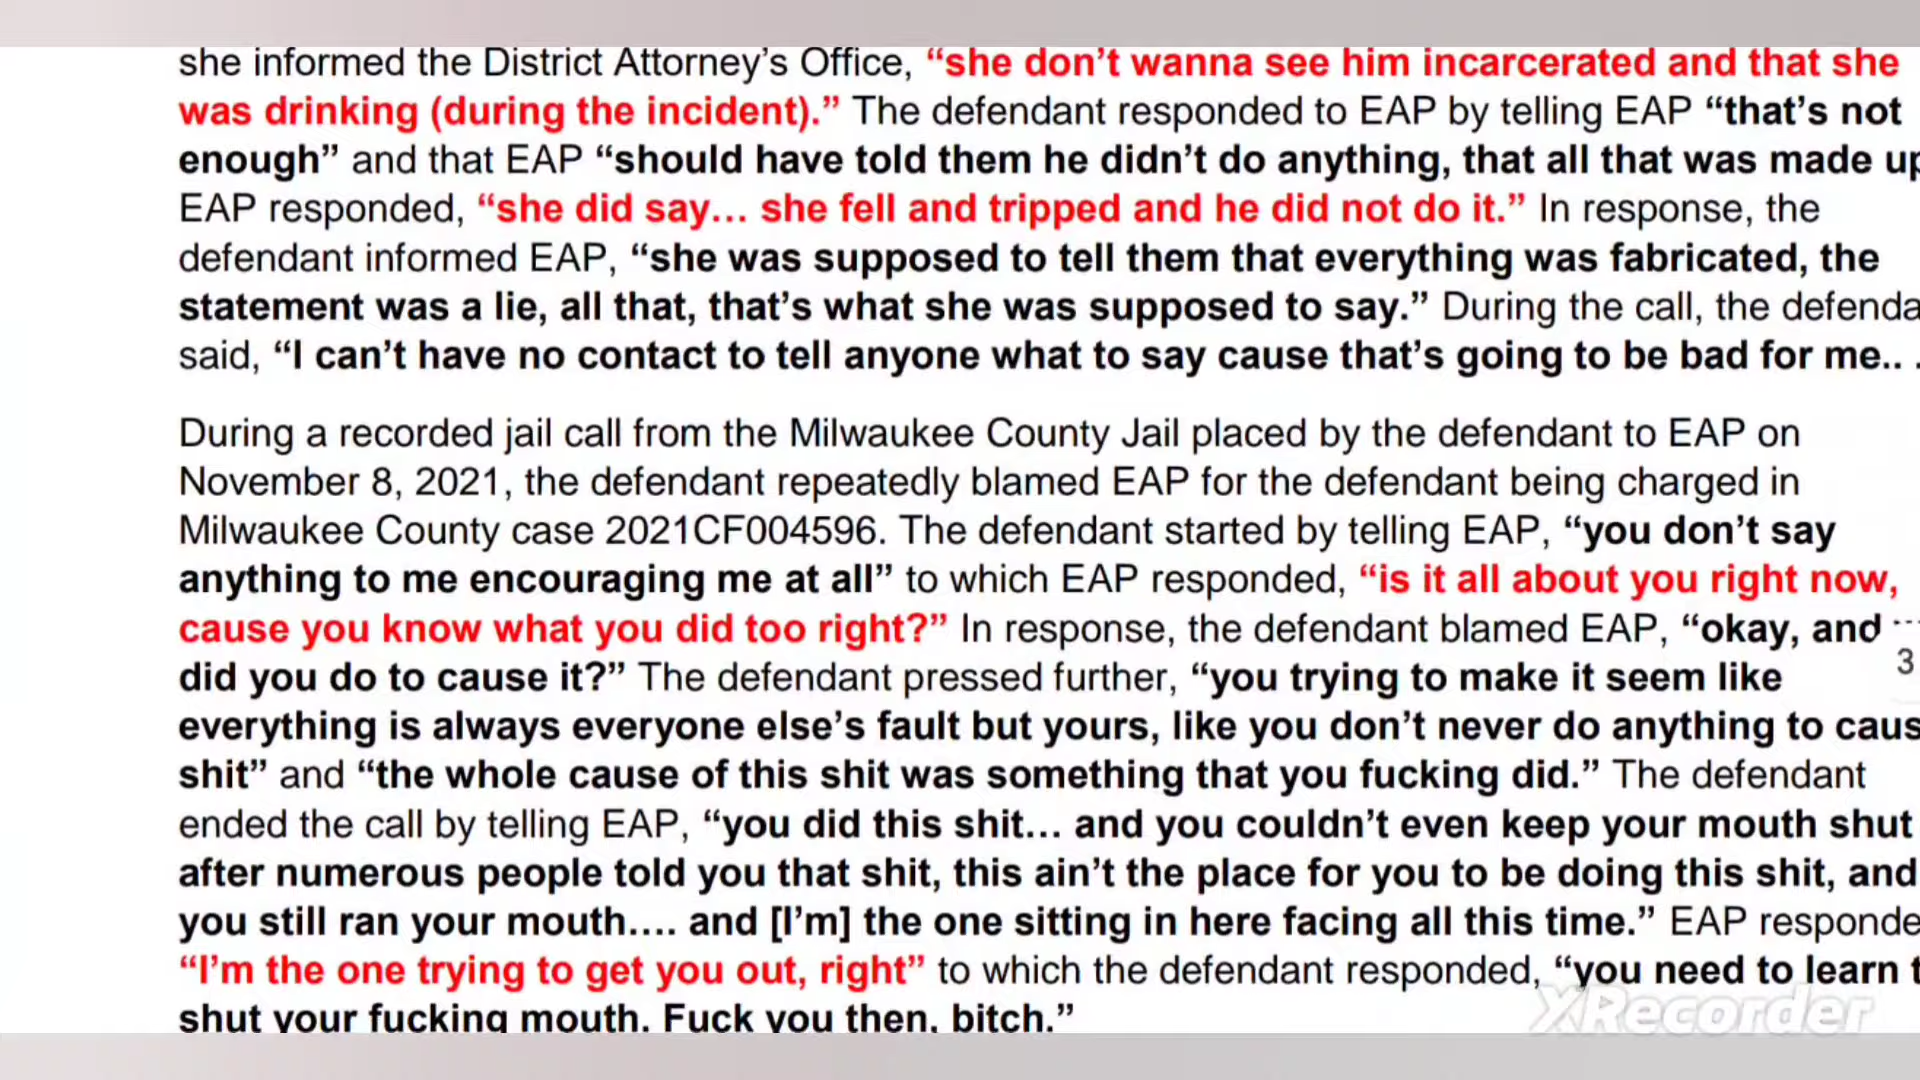 she informed the District Attorney’s Office, “she don’t wanna see him incarcerated and that she
was drinking (during the incident).” The defendant responded to EAP by telling EAP “that’s not
enough” and that EAP “should have told them he didn’t do anything, that all that was made up
EAP responded, “she did say… she fell and tripped and he did not do it.” In response, the
defendant informed EAP, “she was supposed to tell them that everything was fabricated, the
statement was a lie, all that, that’s what she was supposed to say.” During the call, the defenda
said, “I can’t have no contact to tell anyone what to say cause that’s going to be bad for me.. .
During a recorded jail call from the Milwaukee County Jail placed by the defendant to EAP on
November 8, 2021, the defendant repeatedly blamed EAP for the defendant being charged in
Milwaukee County case 2021CF004596. The defendant started by telling EAP, “you don’t say
anything to me encouraging me at all” to which EAP responded, “is it all about you right now,
cause you know what you did too right?” In response, the defendant blamed EAP, “okay, and
did you do to cause it?” The defendant pressed further, “you trying to make it seem like
3
everything is always everyone else’s fault but yours, like you don’t never do anything to caus
shit” and “the whole cause of this shit was something that you fucking did.” The defendant
ended the call by telling EAP, “you did this shit… and you couldn’t even keep your mouth shut
after numerous people told you that shit, this ain’t the place for you to be doing this shit, and
you still ran your mouth…. and [I’m] the one sitting in here facing all this time.” EAP responde
“I’m the one trying to get you out, right” to which the defendant responded, “you need to learn t
shut your fucking mouth. Fuck you then, bitch.”
XRecorder